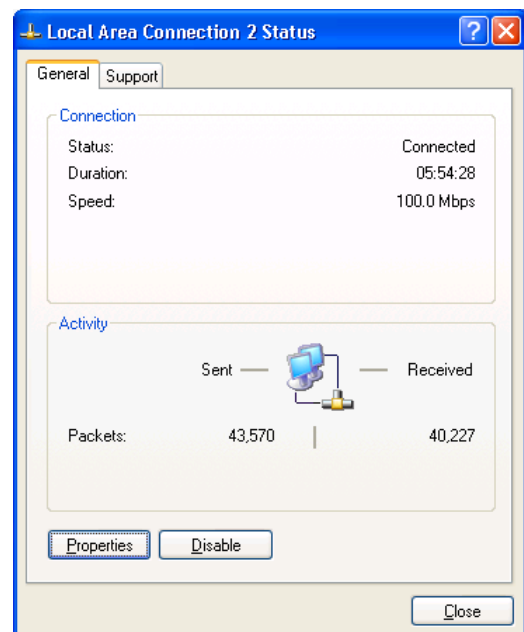 Local Area Connection 2 Status
General Support
Connection
Status: Connected
Duration: 05:54:28
Speed: 100.0 Mbps
Activity
Sent Received
Packets: 43,570 40,227
Properties Disable
Close